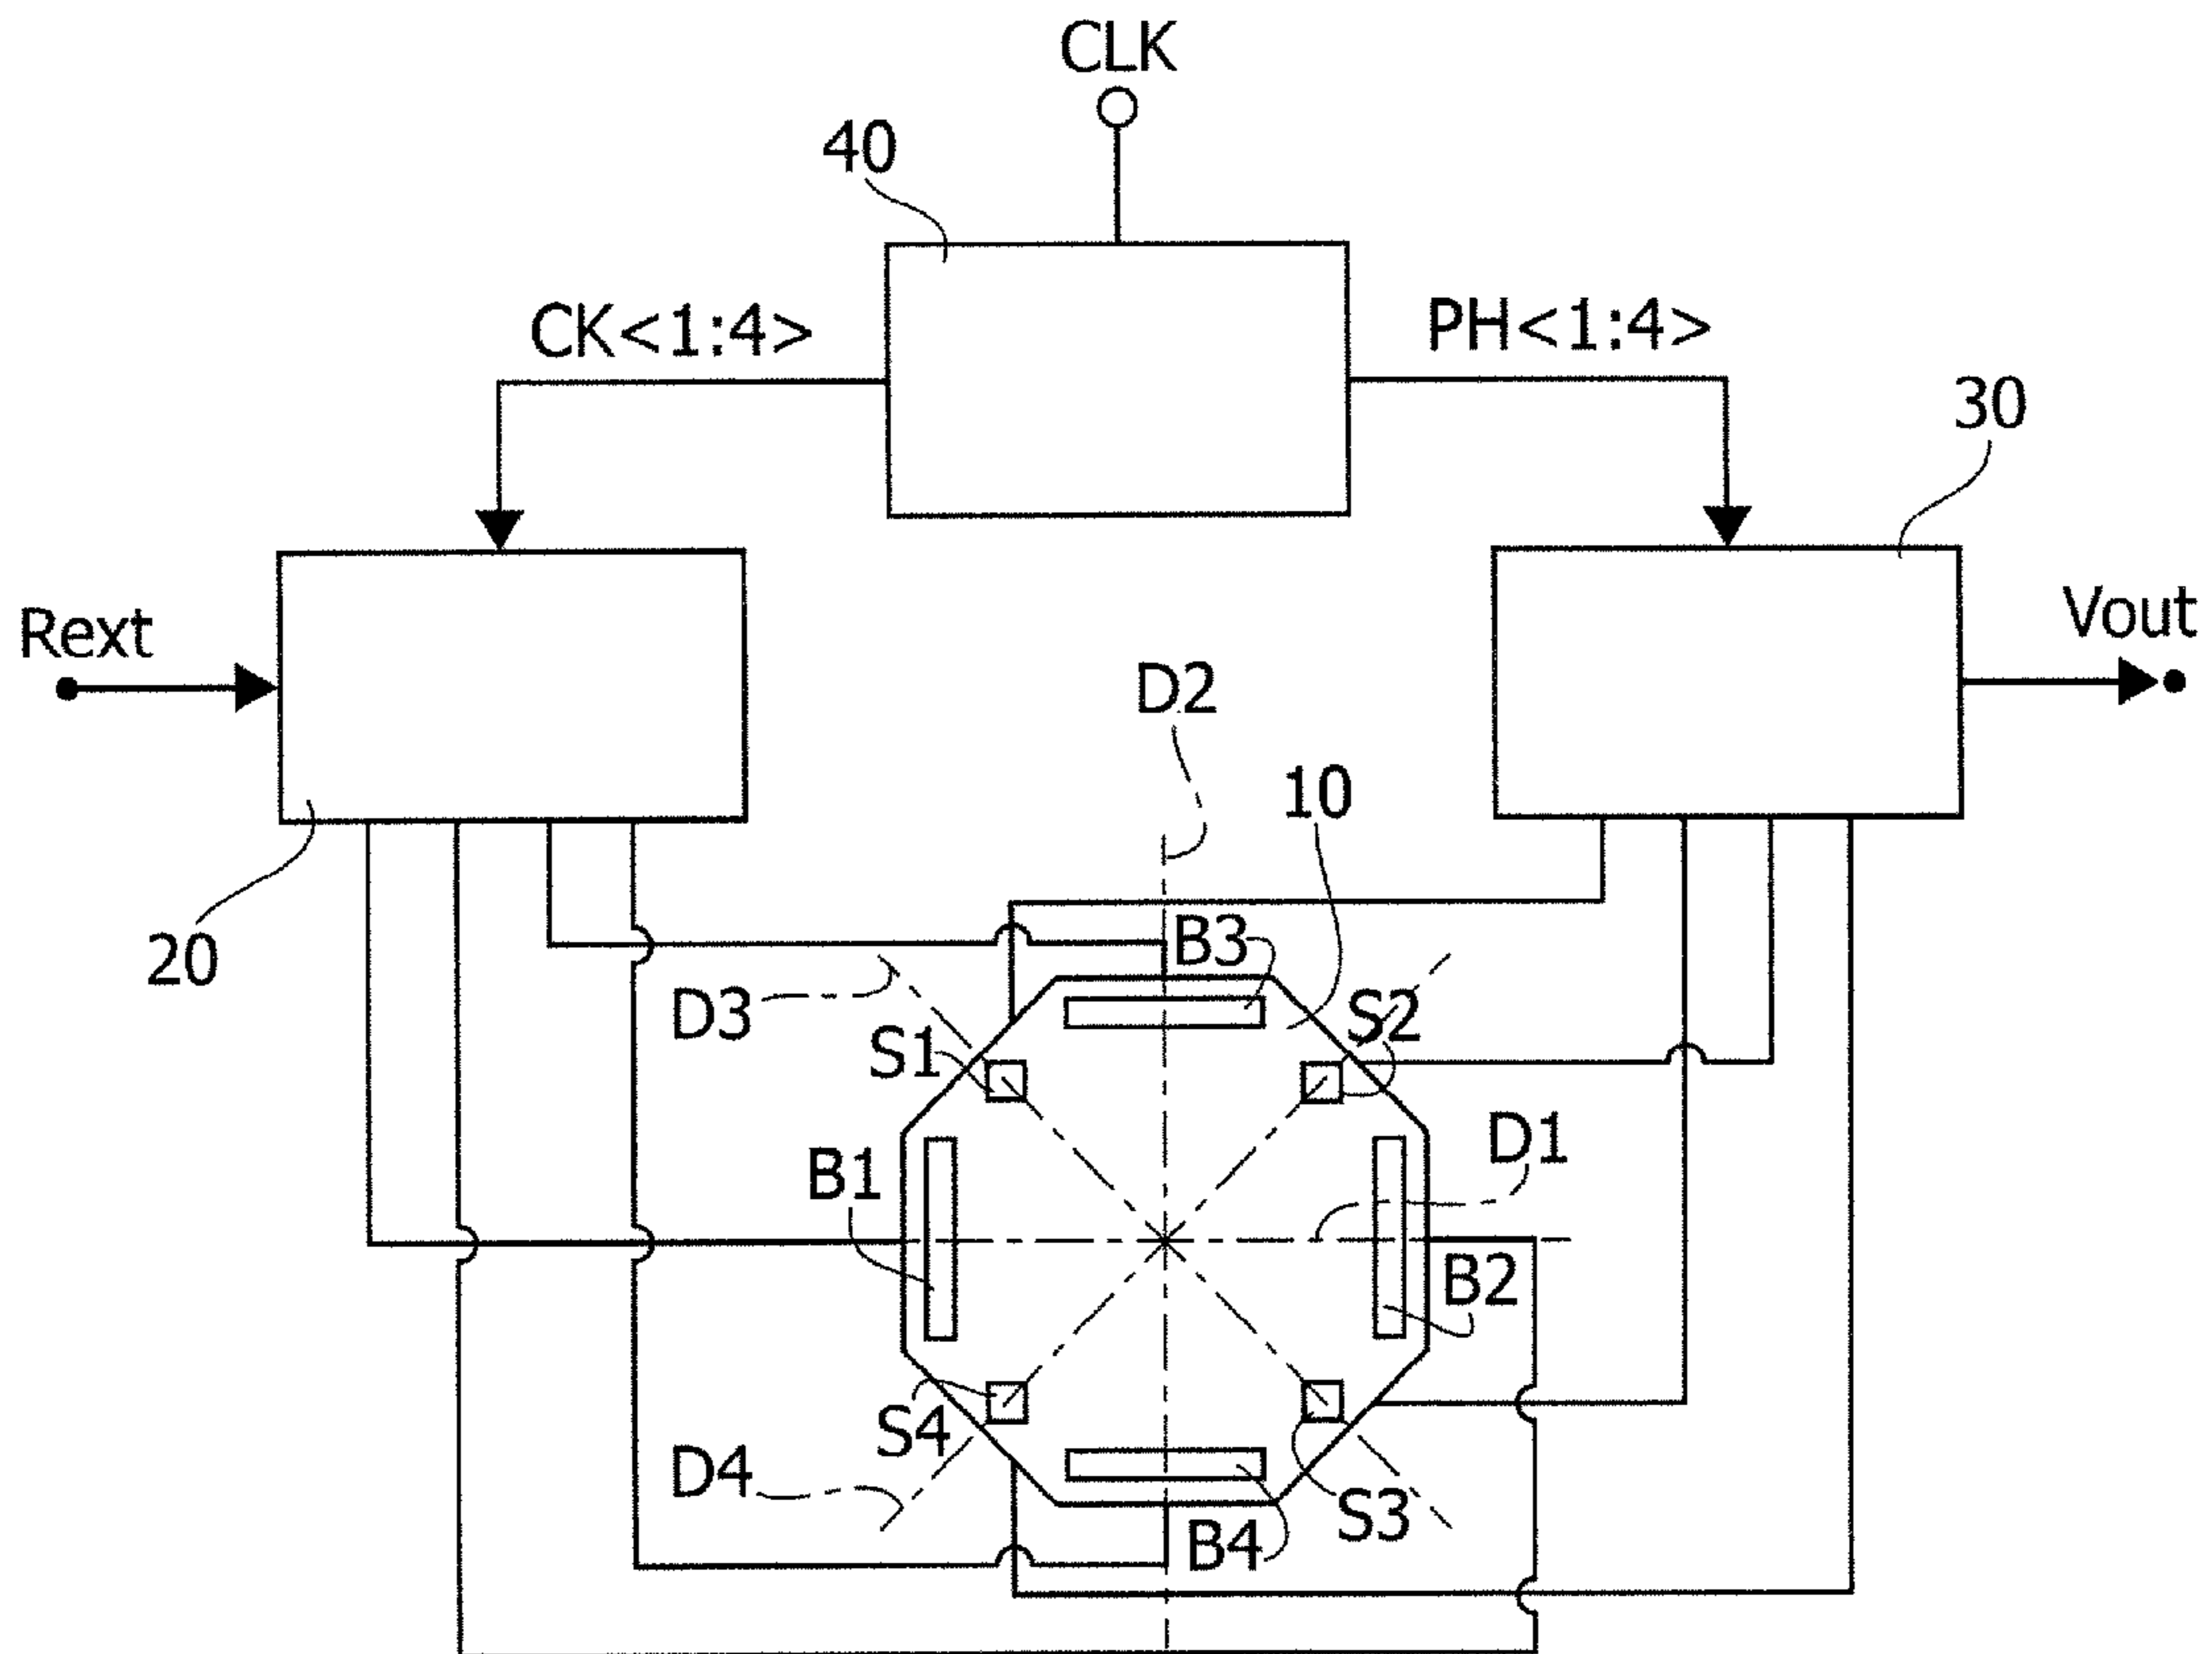 CLK
40
CK<1:4>
PH<1:4>
30
Rext
Vout
D2
10
20
B3
D3
S2
S1
D1
B1
B2
S4
D4
S3
B4